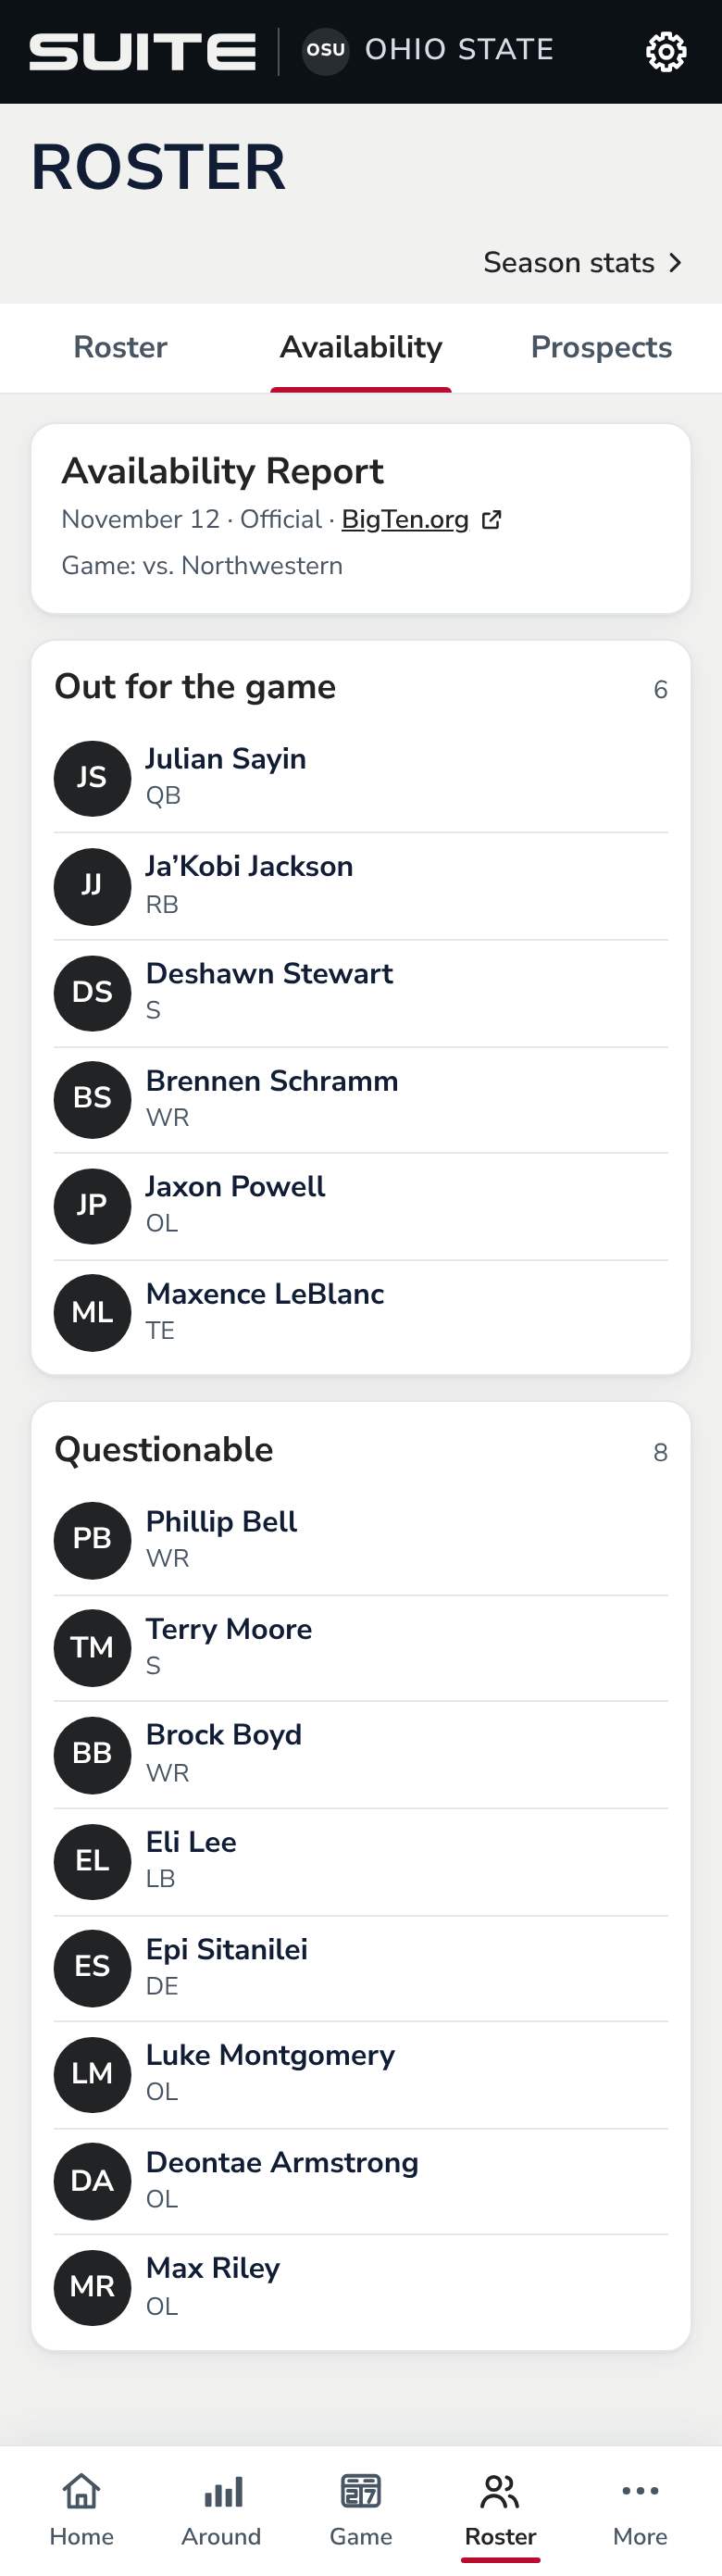 SUITE OSU OHIO STATE
ROSTER
Season stats
Roster Availability Prospects
Availability Report
November 12 · Official · BigTen.org
Game: vs. Northwestern
Out for the game 6
JS Julian Sayin
QB
JJ Ja’Kobi Jackson
RB
DS Deshawn Stewart
S
BS Brennen Schramm
WR
JP Jaxon Powell
OL
ML Maxence LeBlanc
TE
Questionable 8
PB Phillip Bell
WR
TM Terry Moore
S
BB Brock Boyd
WR
EL Eli Lee
LB
ES Epi Sitanilei
DE
LM Luke Montgomery
OL
DA Deontae Armstrong
OL
MR Max Riley
OL
27
Home Around Game Roster More